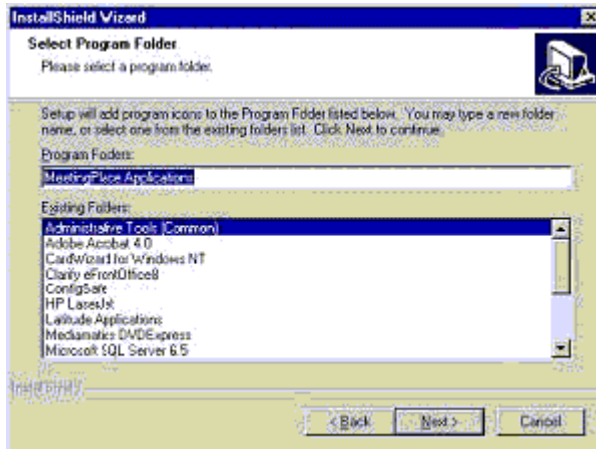 InstallShield Wizard
Select Program Folder
Please select a program folder.
Setup will add program icons to the Program Folder listed below. You may type a new folder
name, or select one from the existing folders list. Click Next to continue.
Program Folders:
MeetingPlace Applications
Existing Folders:
Administrative Tools (Common)
Adobe Acrobat 4.0
CardWizard for Windows NT
Clarify eFrontOffice8
ConfigSafe
HP LaserJet
Latitude Applications
Mediamatics DVDExpress
Microsoft SQL Server 6.5
InstallShield
< Back
Next >
Cancel